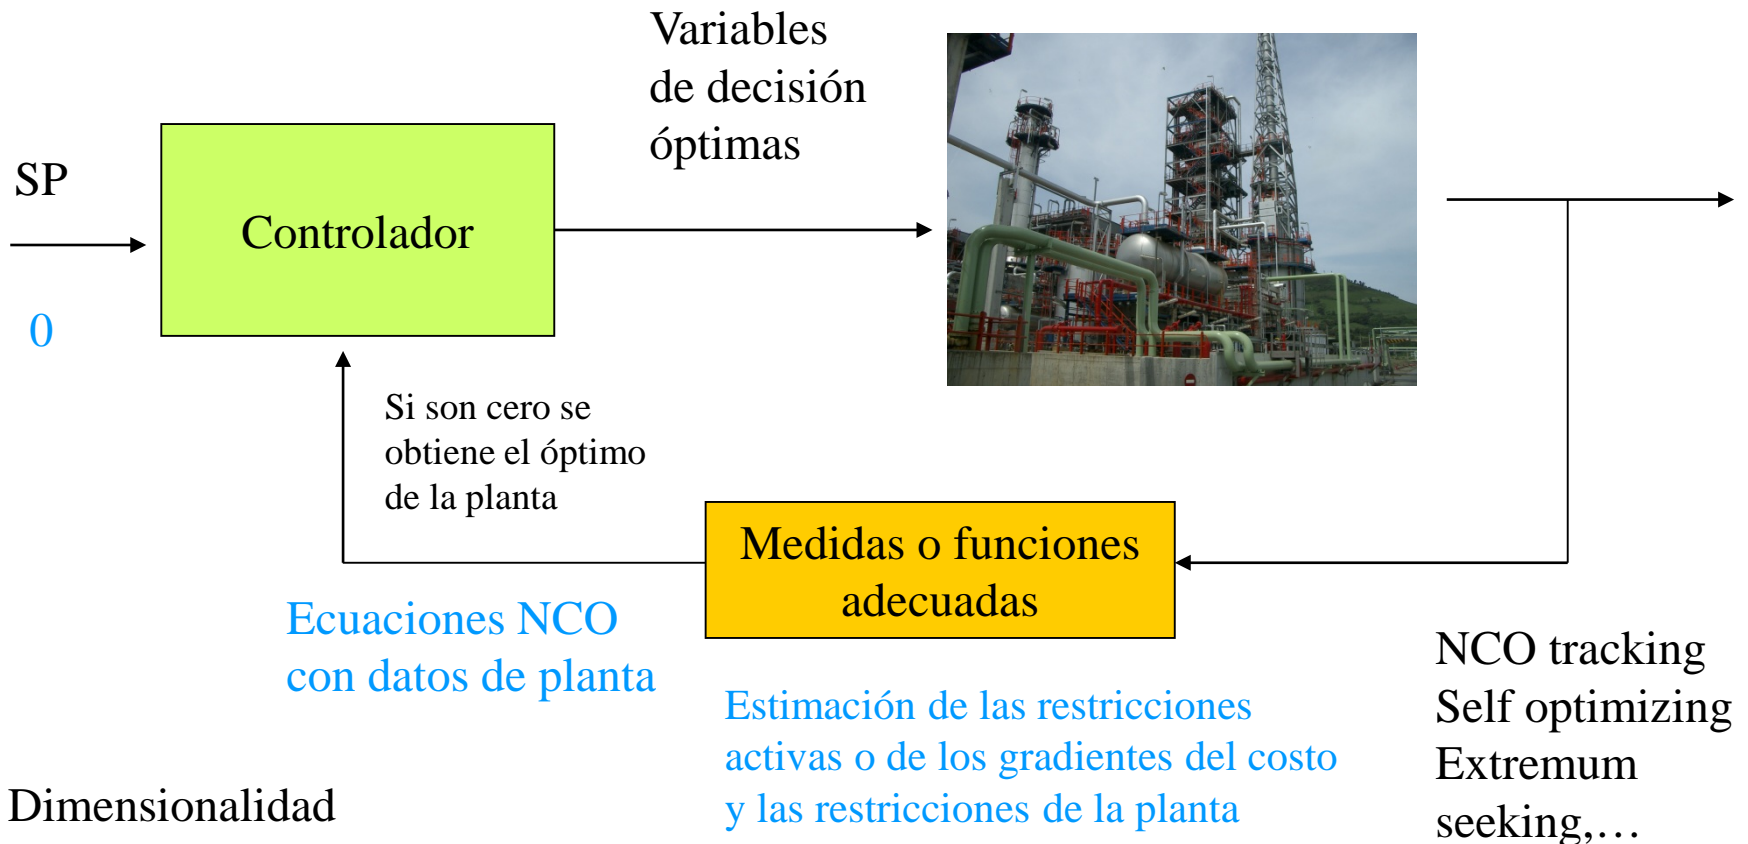 Variables
de decisión
óptimas
SP
Controlador
0
Si son cero se
obtiene el óptimo
de la planta
Medidas o funciones
adecuadas
Ecuaciones NCO
con datos de planta
Estimación de las restricciones
activas o de los gradientes del costo
y las restricciones de la planta
NCO tracking
Self optimizing
Extremum
seeking,…
Dimensionalidad